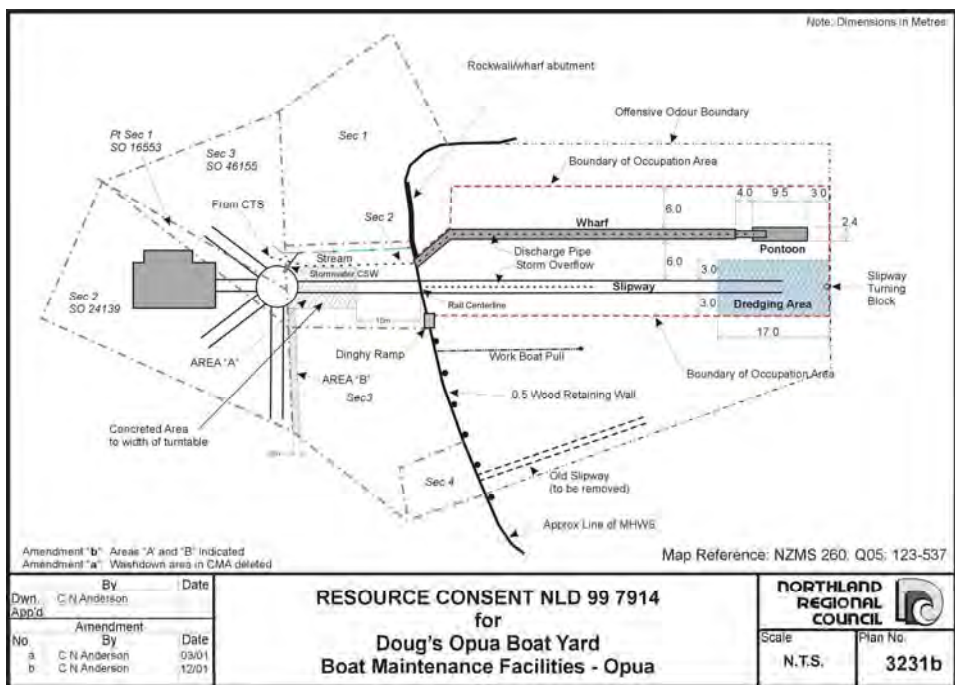 Note: Dimensions in Metres
Rockwall/wharf abutment
Offensive Odour Boundary
Pt Sec 1
SO 16553
Sec 3
SO 46155
Sec 1
Boundary of Occupation Area
From CTS
4.0 9.5 3.0
6.0
Sec 2
Wharf
2.4
Pontoon
Stream
Discharge Pipe
Storm Overflow
Stormwater CSW
6.0
3.0
Slipway
Slipway
Turning
Block
Sec 2
SO 24139
Rail Centerline
3.0
Dredging Area
10m
17.0
Dinghy Ramp
Work Boat Pull
AREA "A"
AREA "B"
Sec3
Boundary of Occupation Area
0.5 Wood Retaining Wall
Concreted Area
to width of turntable
Sec 4
Old Slipway
(to be removed)
Approx Line of MHWS
Amendment "b": Areas "A" and "B" Indicated
Amendment "a": Washdown area in CMA deleted
Map Reference: NZMS 260: Q05: 123-537
By Date
Dwn. C N Anderson
App'd
Amendment
No By Date
a C N Anderson 03/01
b C N Anderson 12/01
RESOURCE CONSENT NLD 99 7914
for
Doug's Opua Boat Yard
Boat Maintenance Facilities - Opua
NORTHLAND
REGIONAL
COUNCIL
Scale
N.T.S.
Plan No.
3231b